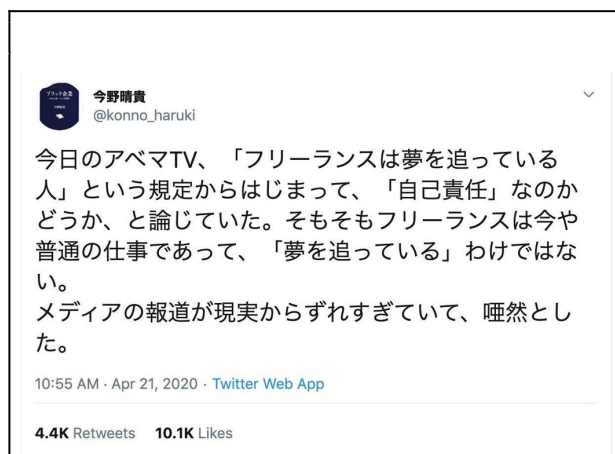 ブラック企業
今野晴貴
@konno_haruki
今日のアベマTV、「フリーランスは夢を追っている
人」という規定からはじまって、「自己責任」なのか
どうか、と論じていた。そもそもフリーランスは今や
普通の仕事であって、「夢を追っている」わけではな
い。
メディアの報道が現実からずれすぎていて、唖然とし
た。
10:55 AM · Apr 21, 2020 · Twitter Web App
4.4K Retweets 10.1K Likes